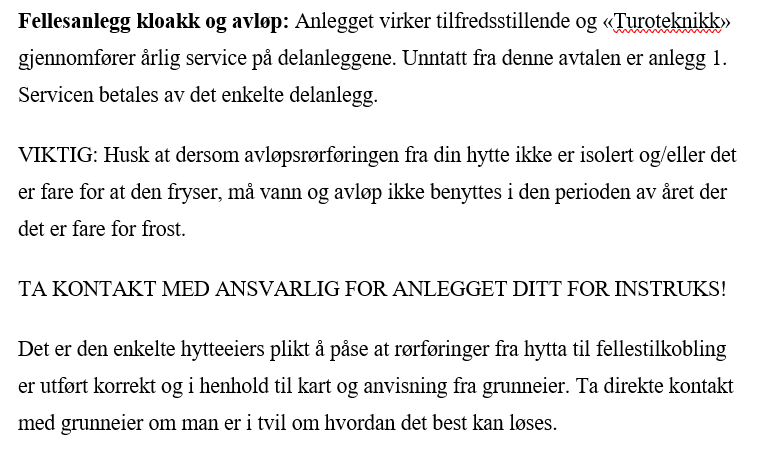 Fellesanlegg kloakk og avløp: Anlegget virker tilfredsstillende og «Turoteknikk»
gjennomfører årlig service på delanleggene. Unntatt fra denne avtalen er anlegg 1.
Servicen betales av det enkelte delanlegg.
VIKTIG: Husk at dersom avløpsrørføringen fra din hytte ikke er isolert og/eller det
er fare for at den fryser, må vann og avløp ikke benyttes i den perioden av året der
det er fare for frost.
TA KONTAKT MED ANSVARLIG FOR ANLEGGET DITT FOR INSTRUKS!
Det er den enkelte hytteeiers plikt å påse at rørføringer fra hytta til fellestilkobling
er utført korrekt og i henhold til kart og anvisning fra grunneier. Ta direkte kontakt
med grunneier om man er i tvil om hvordan det best kan løses.